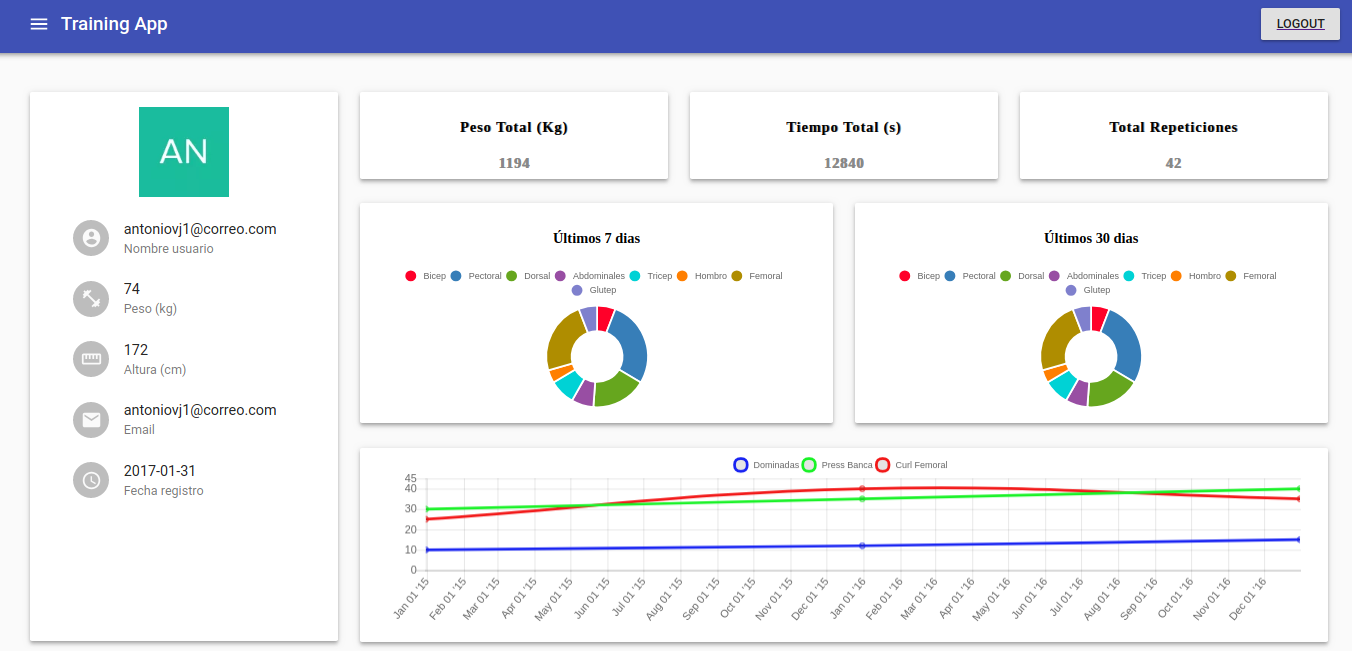 Training App
LOGOUT
AN
antoniovj1@correo.com
Nombre usuario
74
Peso (kg)
172
Altura (cm)
antoniovj1@correo.com
Email
2017-01-31
Fecha registro
Peso Total (Kg)
1194
Tiempo Total (s)
12840
Total Repeticiones
42
Últimos 7 dias
Bicep Pectoral Dorsal Abdominales Tricep Hombro Femoral
Glutep
Últimos 30 dias
Bicep Pectoral Dorsal Abdominales Tricep Hombro Femoral
Glutep
Dominadas Press Banca Curl Femoral
45
40
30
20
10
0
Jan 01 '15
Feb 01 '15
Mar 01 '15
Apr 01 '15
May 01 '15
Jun 01 '15
Jul 01 '15
Aug 01 '15
Sep 01 '15
Oct 01 '15
Nov 01 '15
Dec 01 '15
Jan 01 '16
Feb 01 '16
Mar 01 '16
Apr 01 '16
May 01 '16
Jun 01 '16
Jul 01 '16
Aug 01 '16
Sep 01 '16
Oct 01 '16
Nov 01 '16
Dec 01 '16